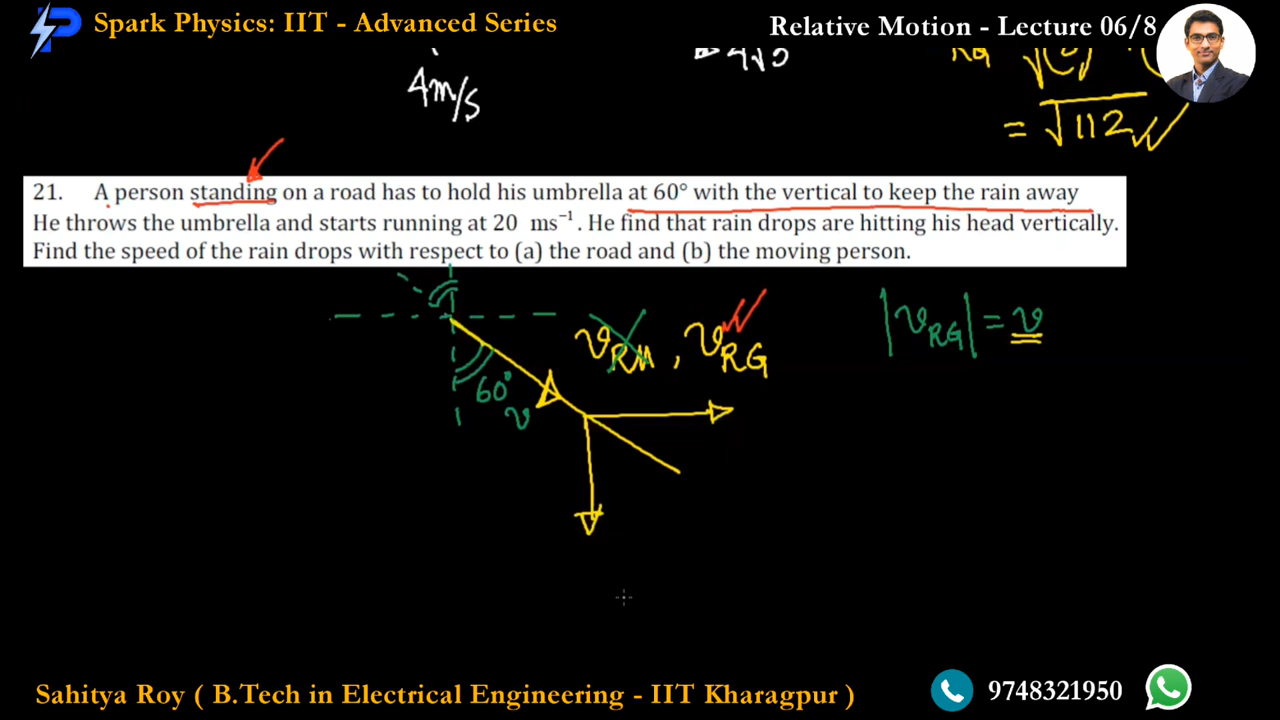 Spark Physics: IIT - Advanced Series
Relative Motion - Lecture 06/8
4m/s
= √112
21. A person standing on a road has to hold his umbrella at 60° with the vertical to keep the rain away
He throws the umbrella and starts running at 20 ms⁻¹. He find that rain drops are hitting his head vertically.
Find the speed of the rain drops with respect to (a) the road and (b) the moving person.
v_RM , v_RG
|v_RG| = v
60°
v
Sahitya Roy ( B.Tech in Electrical Engineering - IIT Kharagpur )
9748321950